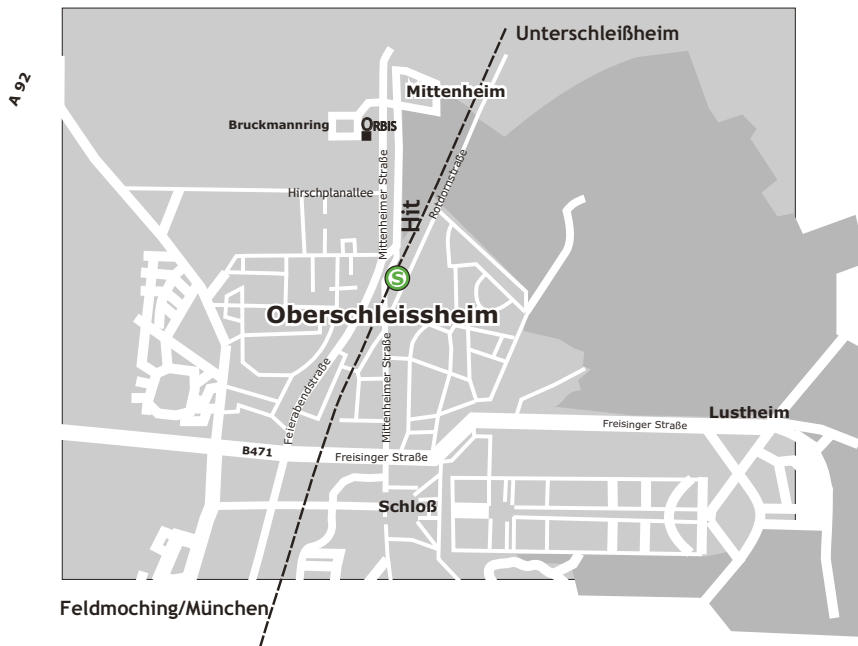 Unterschleißheim
A 92
Mittenheim
Bruckmannring
ORBIS
Mittenheimer Straße
Rotdornstraße
Hirschplanallee
Hit
S
Oberschleissheim
Feierabendstraße
Mittenheimer Straße
Lustheim
Freisinger Straße
B471
Freisinger Straße
Schloß
Feldmoching/München